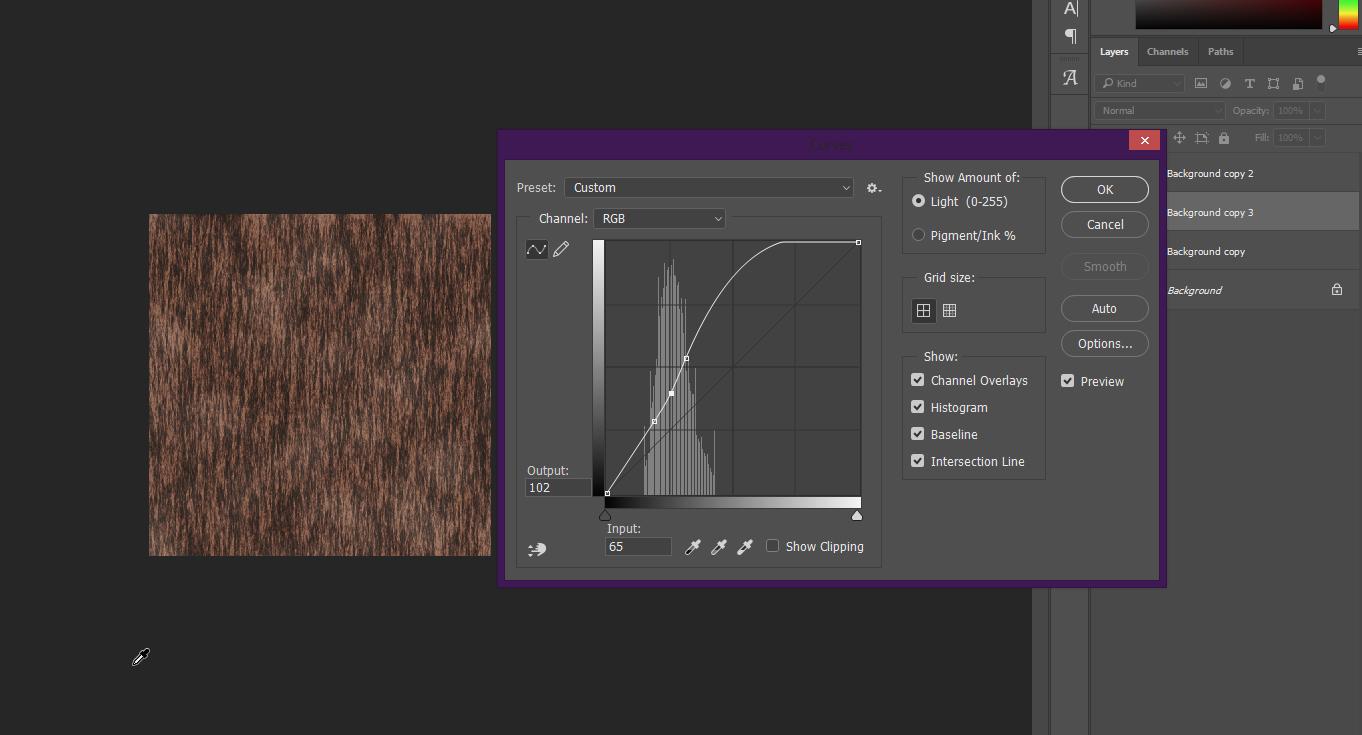 A|
¶
A
Layers Channels Paths
Kind
T
Normal Opacity: 100%
Fill: 100%
Curves
Preset: Custom
Channel: RGB
Output:
102
Input:
65
Show Clipping
Show Amount of:
Light (0-255)
Pigment/Ink %
Grid size:
Show:
Channel Overlays
Histogram
Baseline
Intersection Line
OK
Cancel
Smooth
Auto
Options...
Preview
Background copy 2
Background copy 3
Background copy
Background